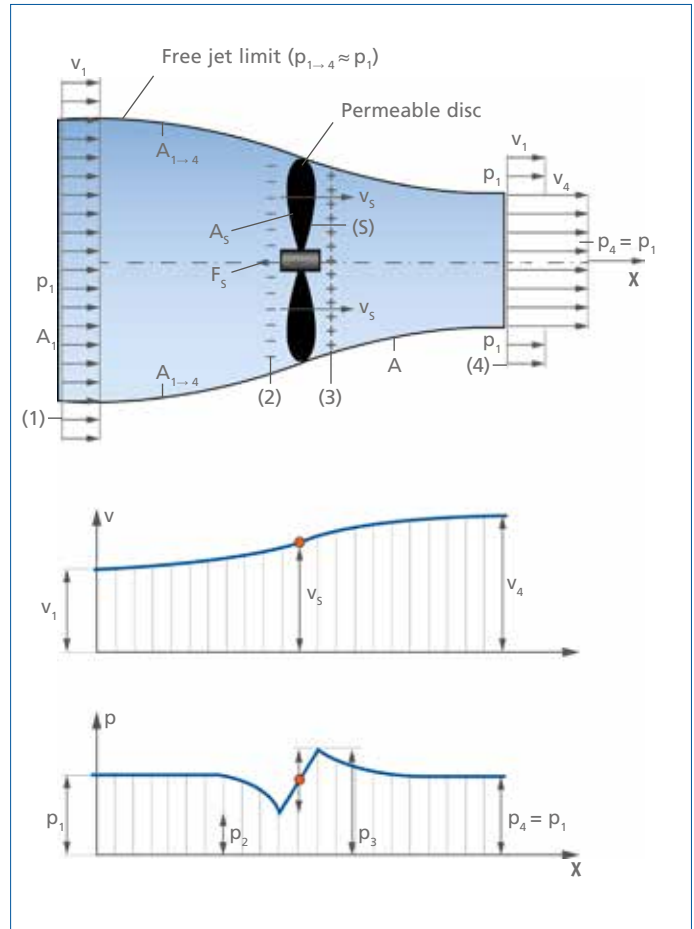 Free jet limit (p₁→₄ ≈ p₁)
v₁
Permeable disc
A₁→₄
v₁
p₁
v₄
vₛ
Aₛ
(S)
p₄ = p₁
Fₛ
X
p₁
vₛ
A₁
p₁
A₁→₄
A
(4)
(2)
(3)
(1)
v
v₁
vₛ
v₄
p
p₁
p₂
p₃
p₄ = p₁
X